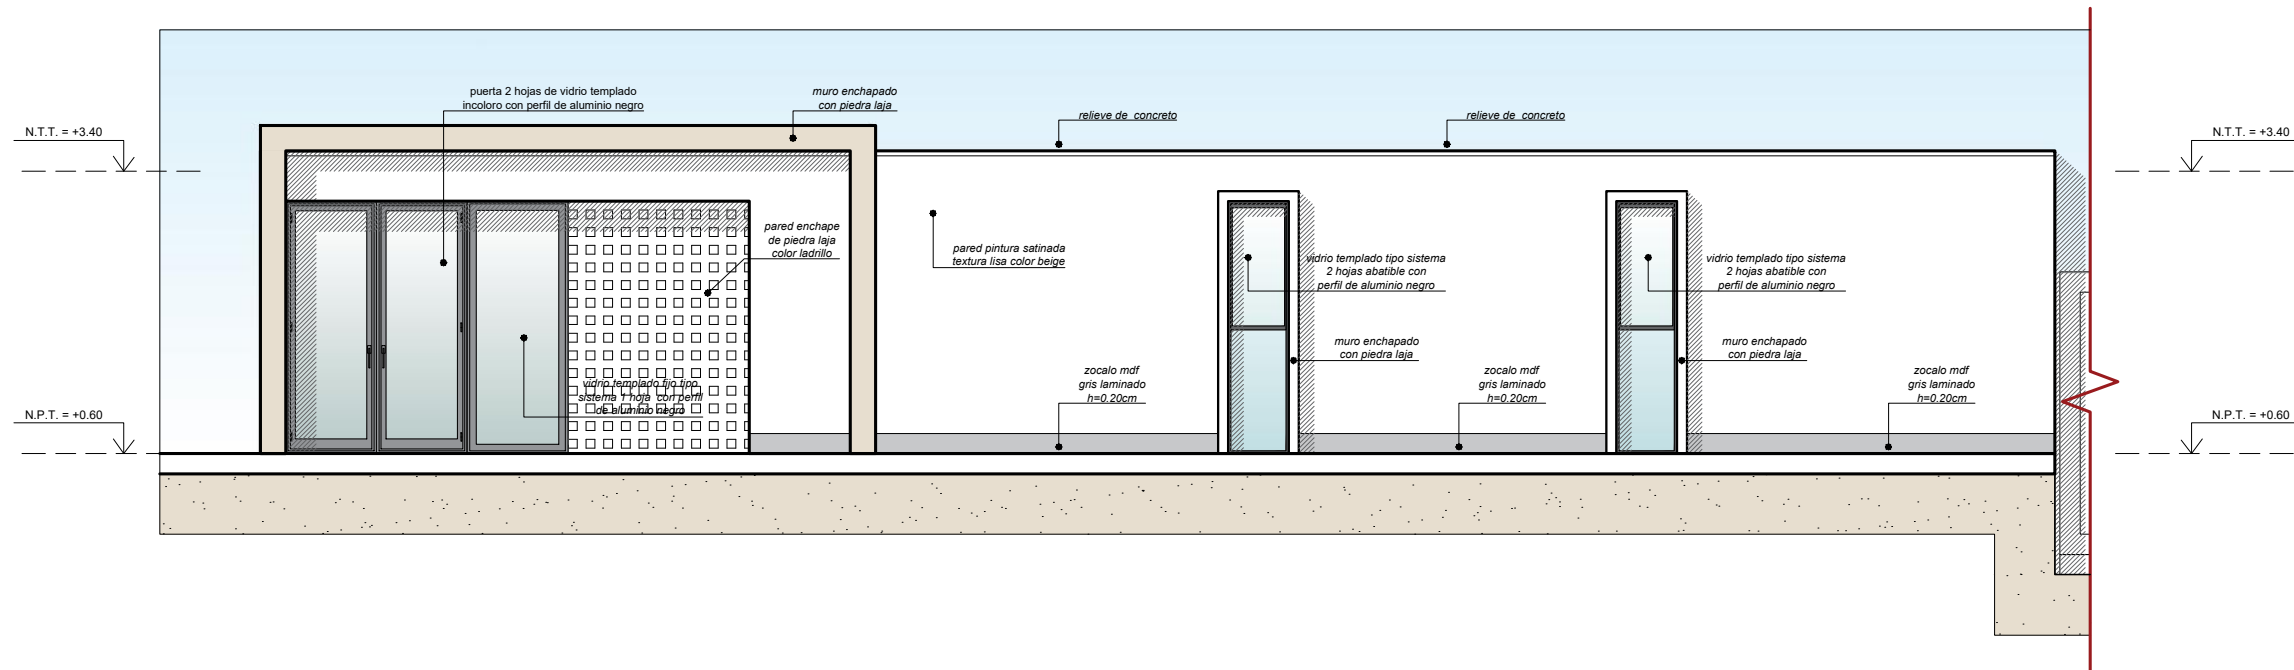 puerta 2 hojas de vidrio templado
incoloro con perfil de aluminio negro
muro enchapado
con piedra laja
relieve de  concreto
relieve de  concreto
N.T.T. = +3.40
N.T.T. = +3.40
pared enchape
de piedra laja
color ladrillo
pared pintura satinada
textura lisa color beige
vidrio templado tipo sistema
2 hojas abatible con
perfil de aluminio negro
vidrio templado tipo sistema
2 hojas abatible con
perfil de aluminio negro
muro enchapado
con piedra laja
muro enchapado
con piedra laja
vidrio templado fijo tipo
sistema 1 hoja  con perfil
de aluminio negro
zocalo mdf
gris laminado
h=0.20cm
zocalo mdf
gris laminado
h=0.20cm
zocalo mdf
gris laminado
h=0.20cm
N.P.T. = +0.60
N.P.T. = +0.60